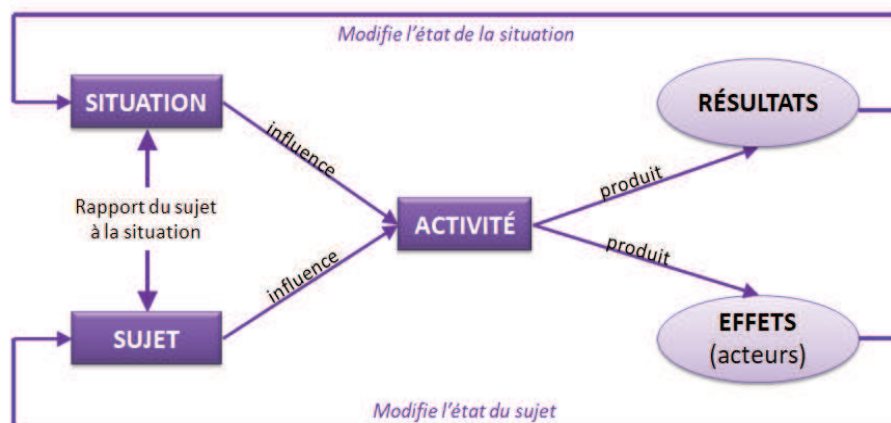 Modifie l'état de la situation
SITUATION
RÉSULTATS
influence
produit
Rapport du sujet
à la situation
ACTIVITÉ
influence
produit
SUJET
EFFETS
(acteurs)
Modifie l'état du sujet